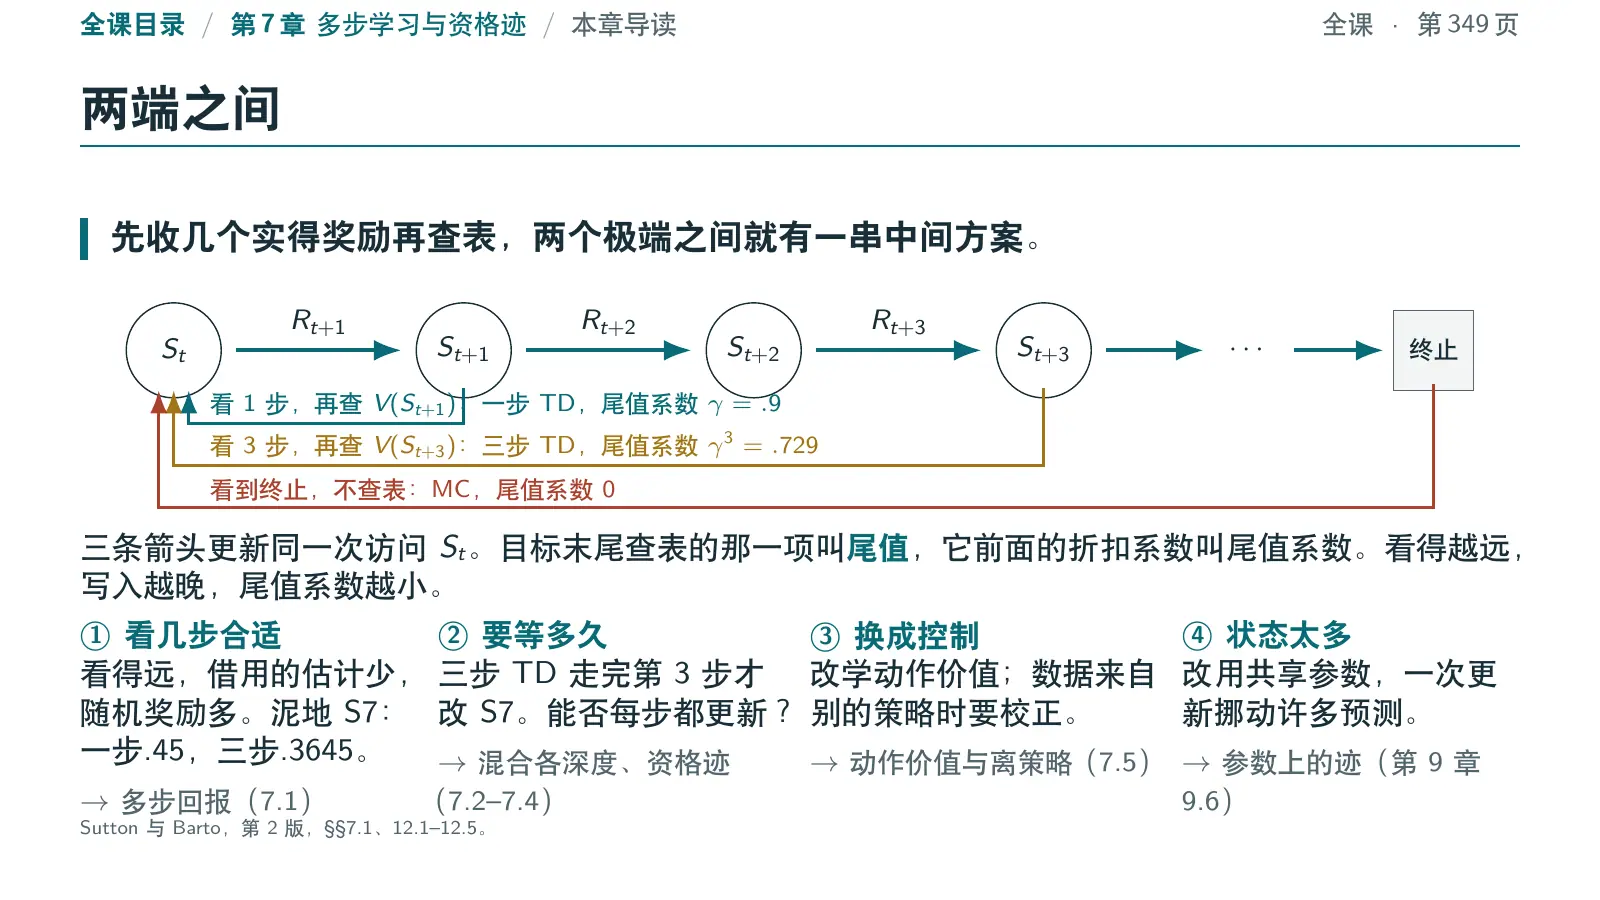 全课目录 / 第 7 章 多步学习与资格迹 / 本章导读
全课 · 第 349 页
两端之间
先收几个实得奖励再查表，两个极端之间就有一串中间方案。
R_{t+1} R_{t+2} R_{t+3}
S_t S_{t+1} S_{t+2} S_{t+3} ··· 终止
看 1 步，再查 V(S_{t+1})：一步 TD，尾值系数 γ = .9
看 3 步，再查 V(S_{t+3})：三步 TD，尾值系数 γ³ = .729
看到终止，不查表：MC，尾值系数 0
三条箭头更新同一次访问 S_t。目标末尾查表的那一项叫尾值，它前面的折扣系数叫尾值系数。看得越远，
写入越晚，尾值系数越小。
① 看几步合适
看得远，借用的估计少，
随机奖励多。泥地 S7：
一步.45，三步.3645。
→ 多步回报（7.1）
② 要等多久
三步 TD 走完第 3 步才
改 S7。能否每步都更新？
→ 混合各深度、资格迹
（7.2–7.4）
③ 换成控制
改学动作价值；数据来自
别的策略时要校正。
→ 动作价值与离策略（7.5）
④ 状态太多
改用共享参数，一次更
新挪动许多预测。
→ 参数上的迹（第 9 章
9.6）
Sutton 与 Barto，第 2 版，§§7.1、12.1–12.5。